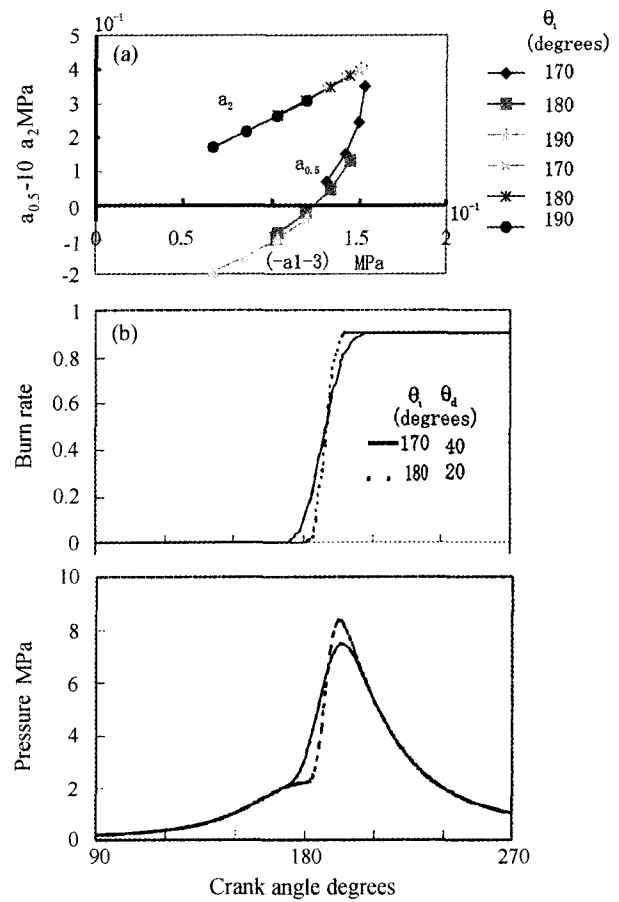 10⁻¹
5
4
3
2
1
0
-1
-2
a₀.₅-10 a₂MPa
(a)
a₂
a₀.₅
0
0.5
1
1.5
2
10⁻¹
(-a1-3) MPa
θᵢ
(degrees)
170
180
190
170
180
190
(b)
1
0.8
0.6
0.4
0.2
0
Burn rate
θᵢ θd
(degrees)
170 40
180 20
10
8
6
4
2
0
Pressure MPa
90
180
270
Crank angle degrees